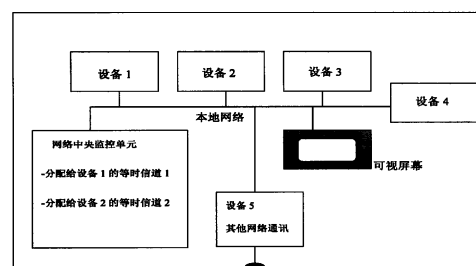 设备 1
设备 2
设备 3
设备 4
本地网络
网络中央监控单元
-分配给设备 1 的等时信道 1
-分配给设备 2 的等时信道 2
可视屏幕
设备 5
其他网络通讯